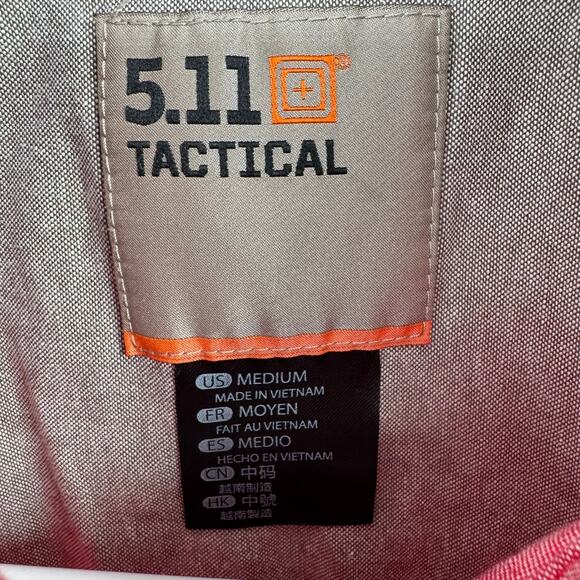 5.11®
TACTICAL
US MEDIUM
MADE IN VIETNAM
FR MOYEN
FAIT AU VIETNAM
ES MEDIO
HECHO EN VIETNAM
CN 中码
越南制造
HK 中號
越南製造